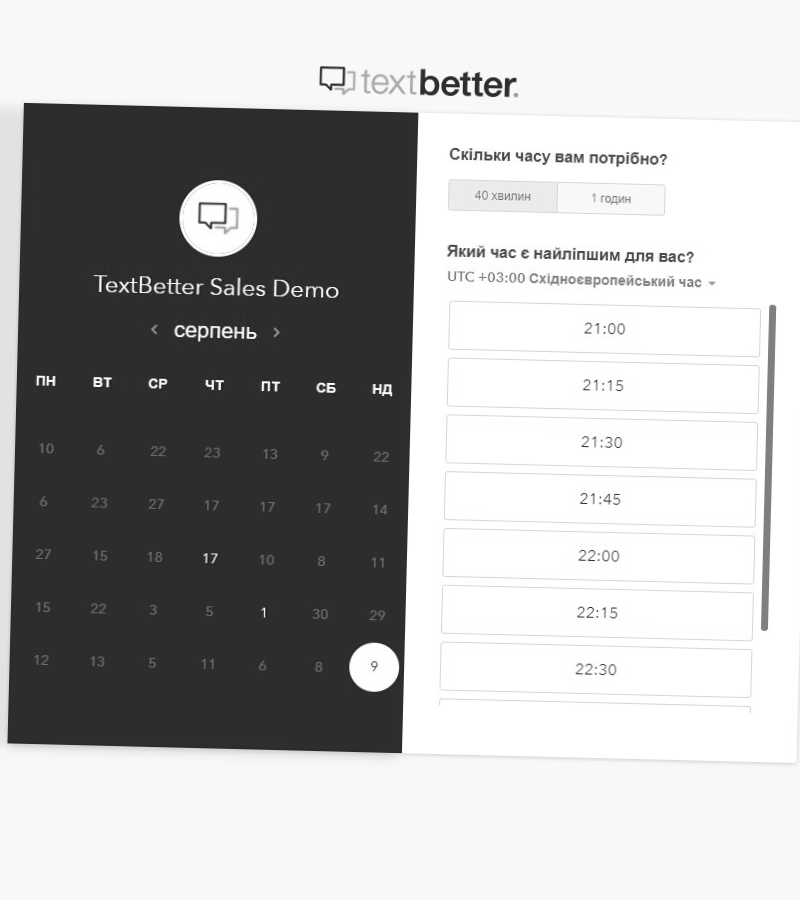 textbetter.
TextBetter Sales Demo
серпень
ПН ВТ СР ЧТ ПТ СБ НД
10 6 22 23 13 9 22
6 23 27 17 17 17 14
27 15 18 17 10 8 11
15 22 3 5 1 30 29
12 13 5 11 6 8 9
Скільки часу вам потрібно?
40 хвилин 1 годин
Який час є найліпшим для вас?
UTC +03:00 Східноєвропейський час
21:00
21:15
21:30
21:45
22:00
22:15
22:30